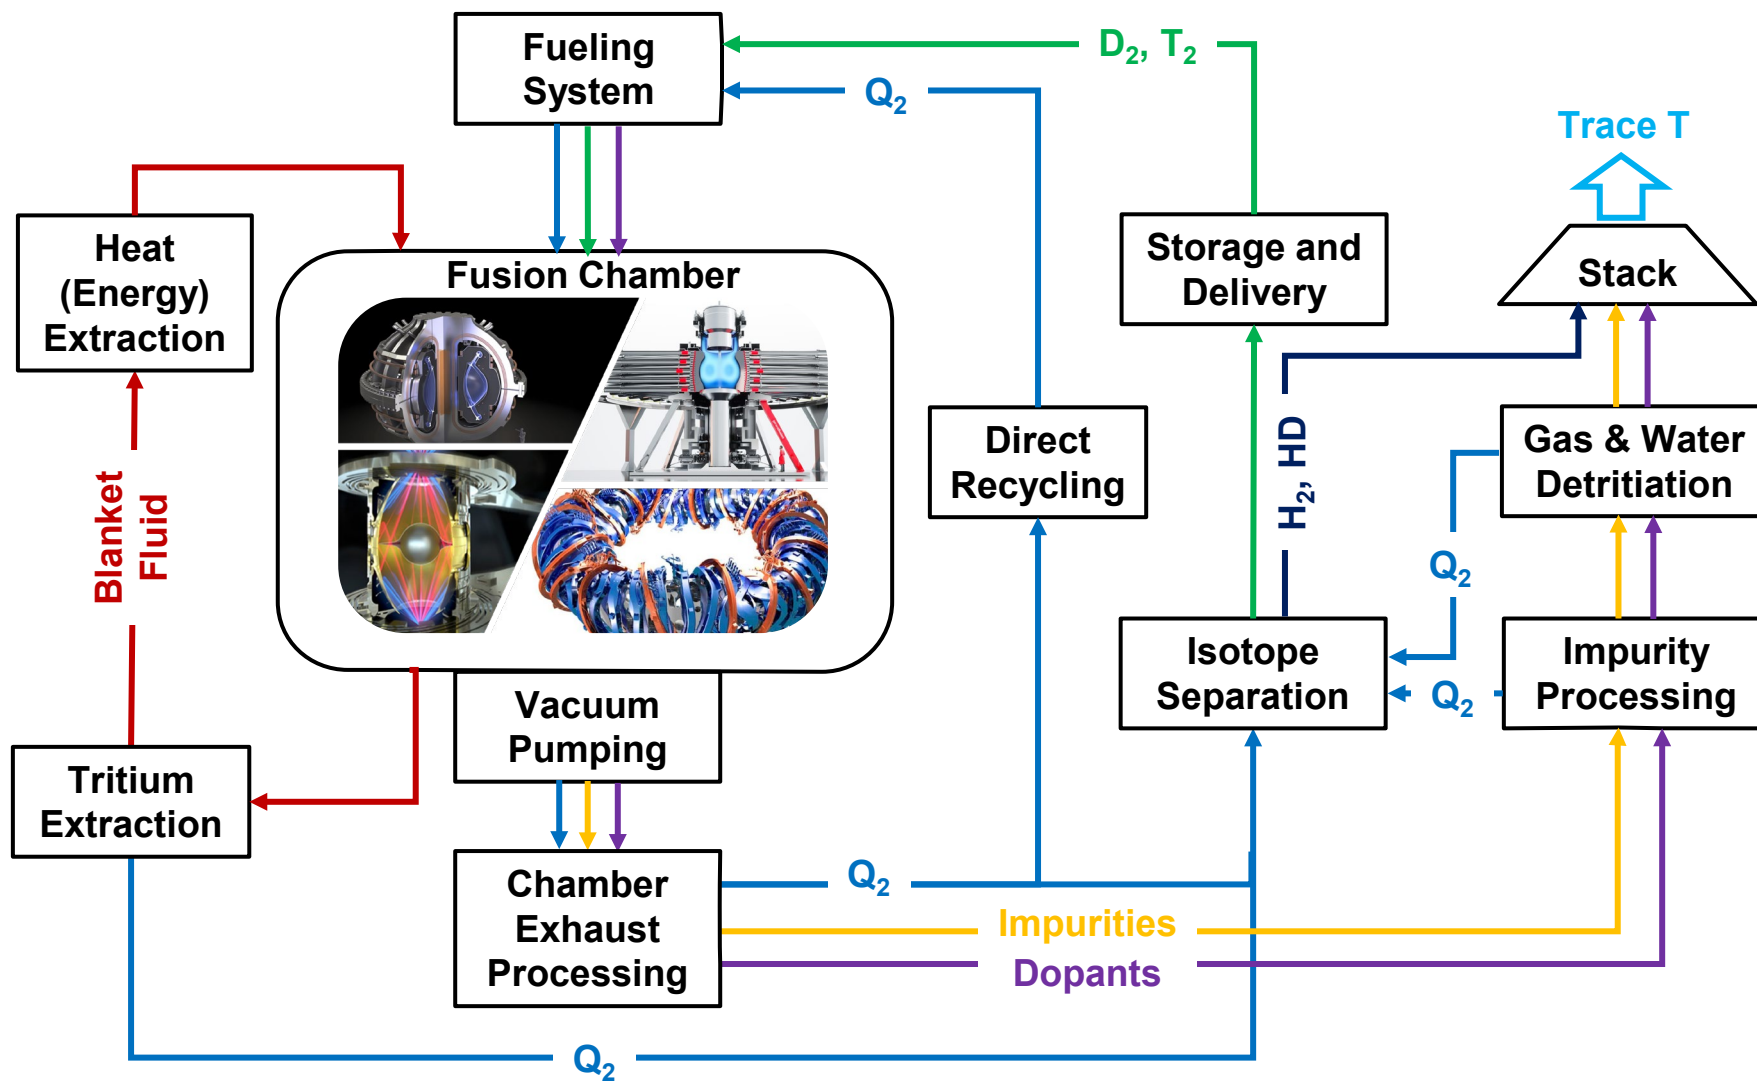 Fueling
System
D2, T2
Q2
Trace T
Heat
(Energy)
Extraction
Fusion Chamber
Storage and
Delivery
Stack
Direct
Recycling
H2, HD
Gas & Water
Detritiation
Blanket
Fluid
Q2
Isotope
Separation
Q2
Impurity
Processing
Vacuum
Pumping
Tritium
Extraction
Chamber
Exhaust
Processing
Q2
Impurities
Dopants
Q2